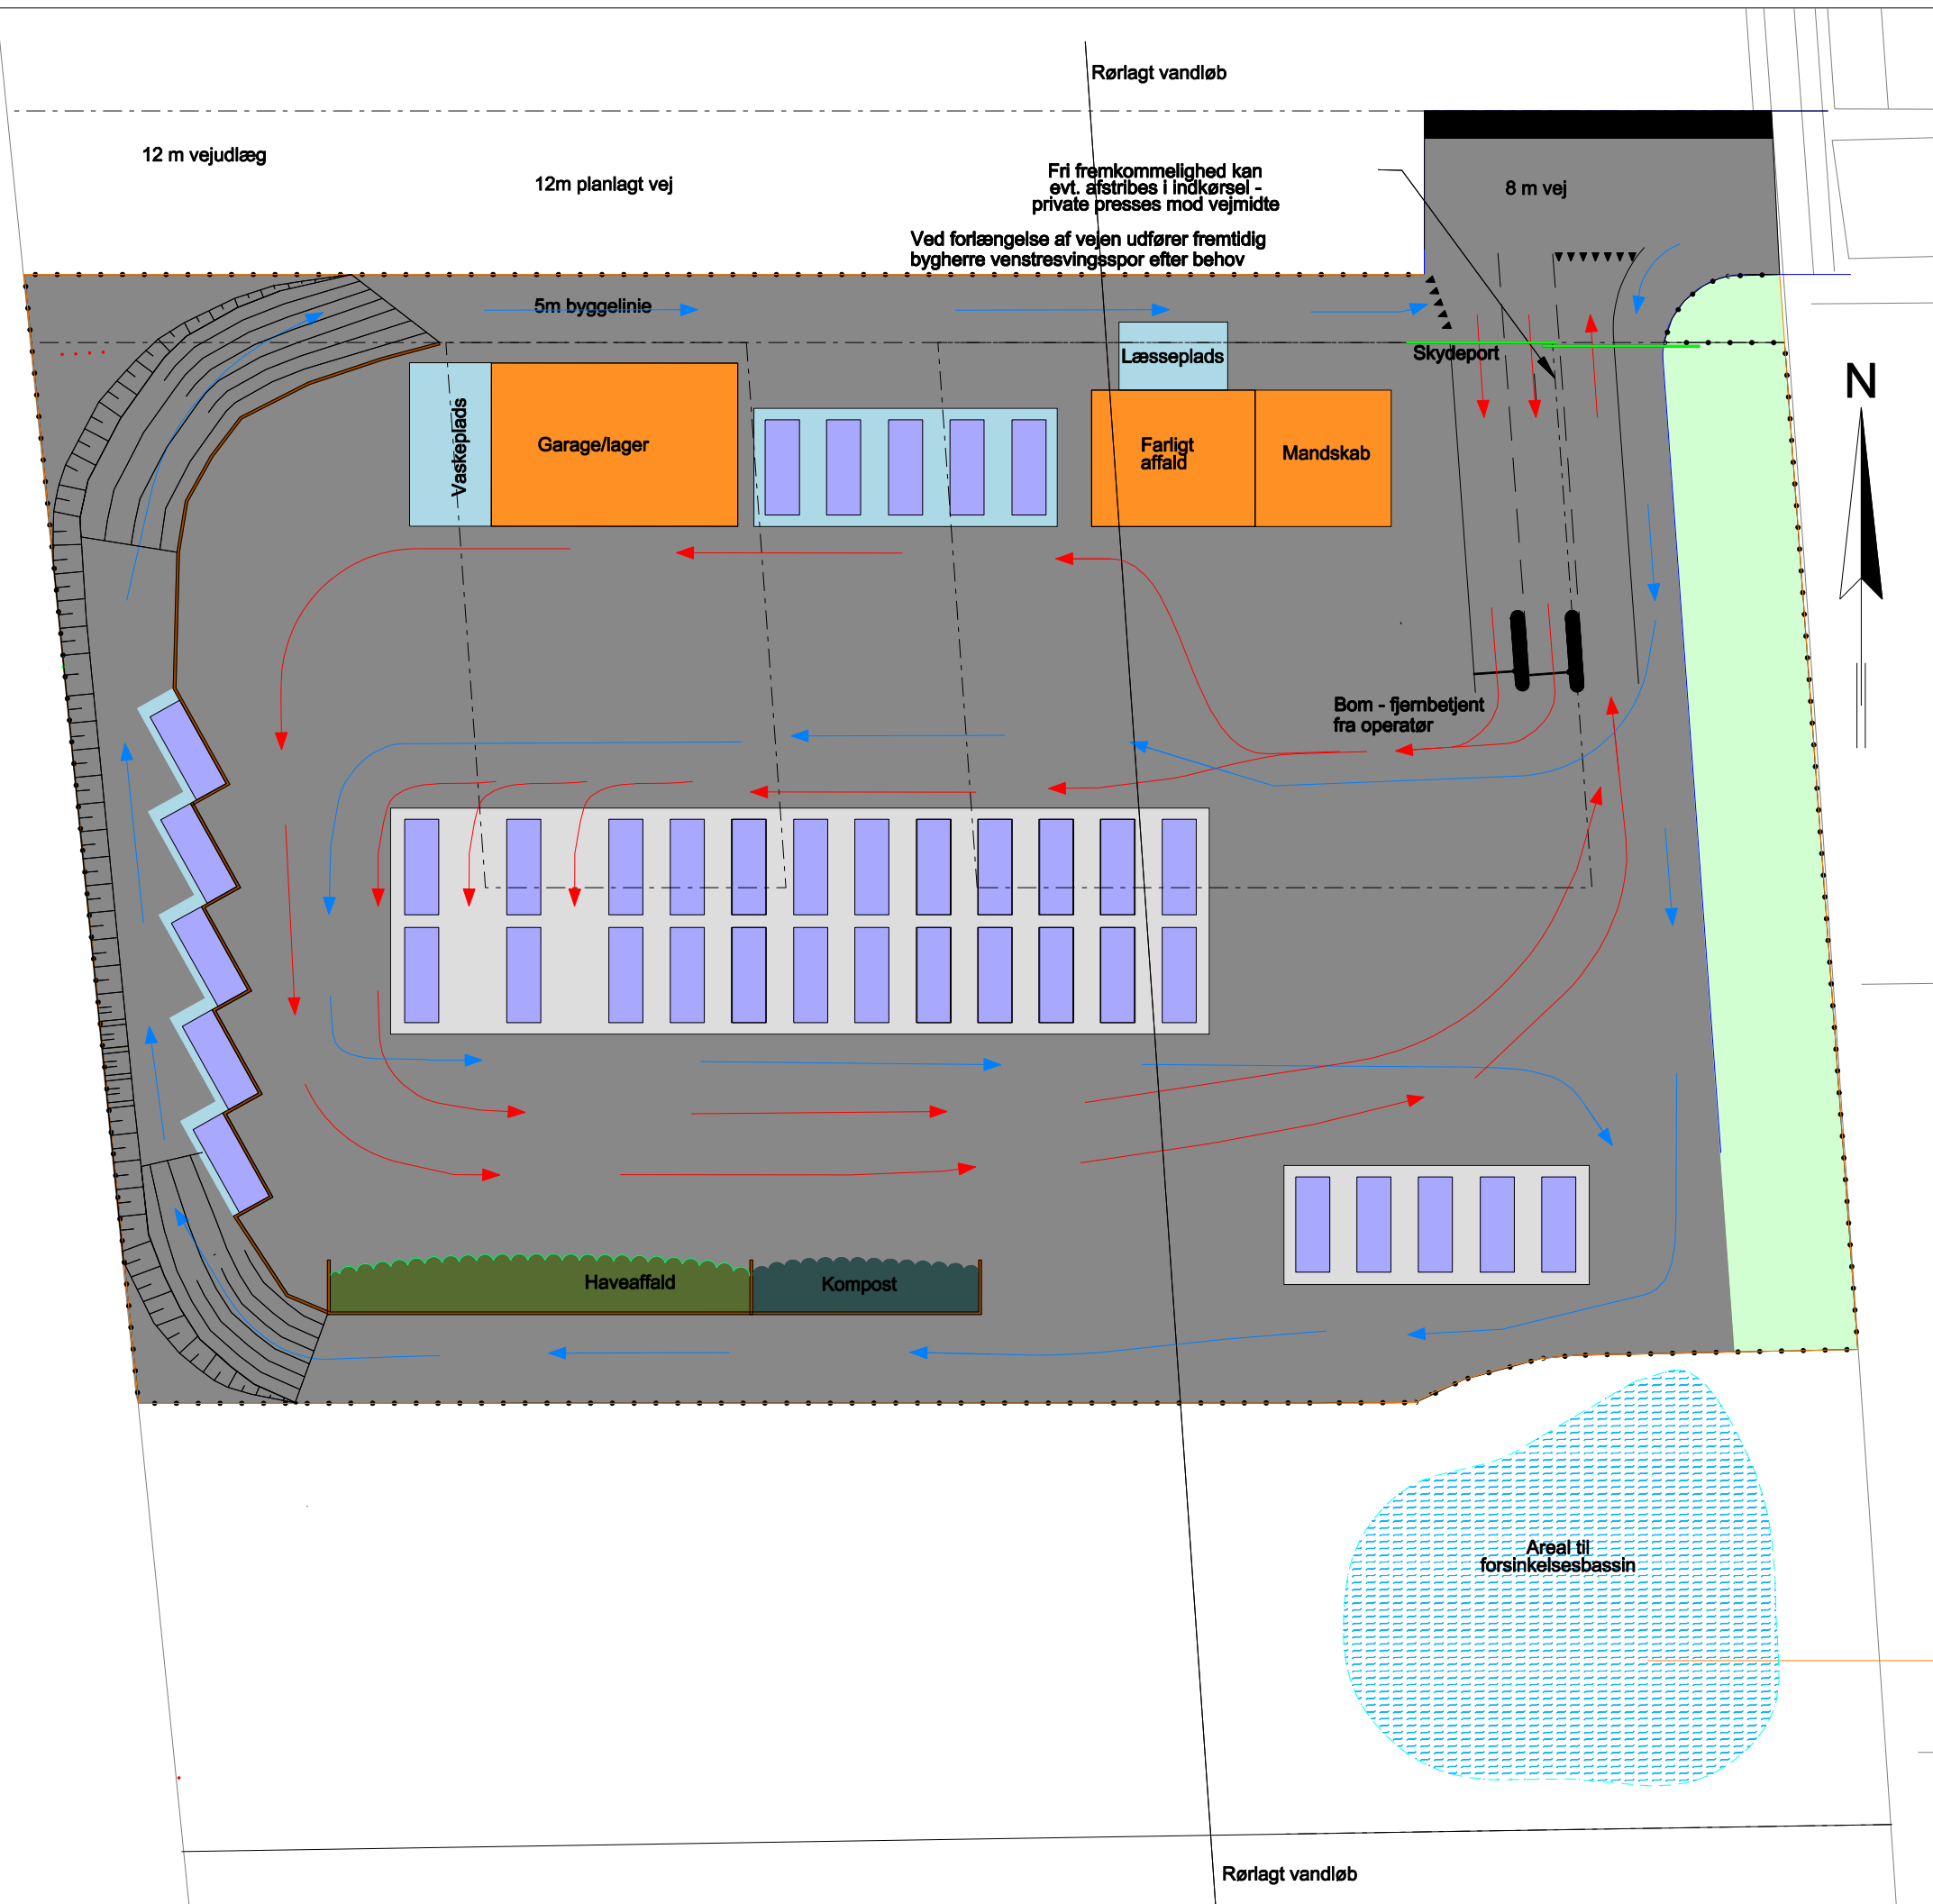 Rørlagt vandløb
12 m vejudlæg
12m planlagt vej
Fri fremkommelighed kan
evt. afstribes i indkørsel -
private presses mod vejmidte
8 m vej
Ved forlængelse af vejen udfører fremtidig
bygherre venstresvingsspor efter behov
5m byggelinie
Læsseplads
Skydeport
N
Vaskeplads
Garage/lager
Farligt
affald
Mandskab
Bom - fjernbetjent
fra operatør
Haveaffald
Kompost
Areal til
forsinkelsesbassin
Rørlagt vandløb